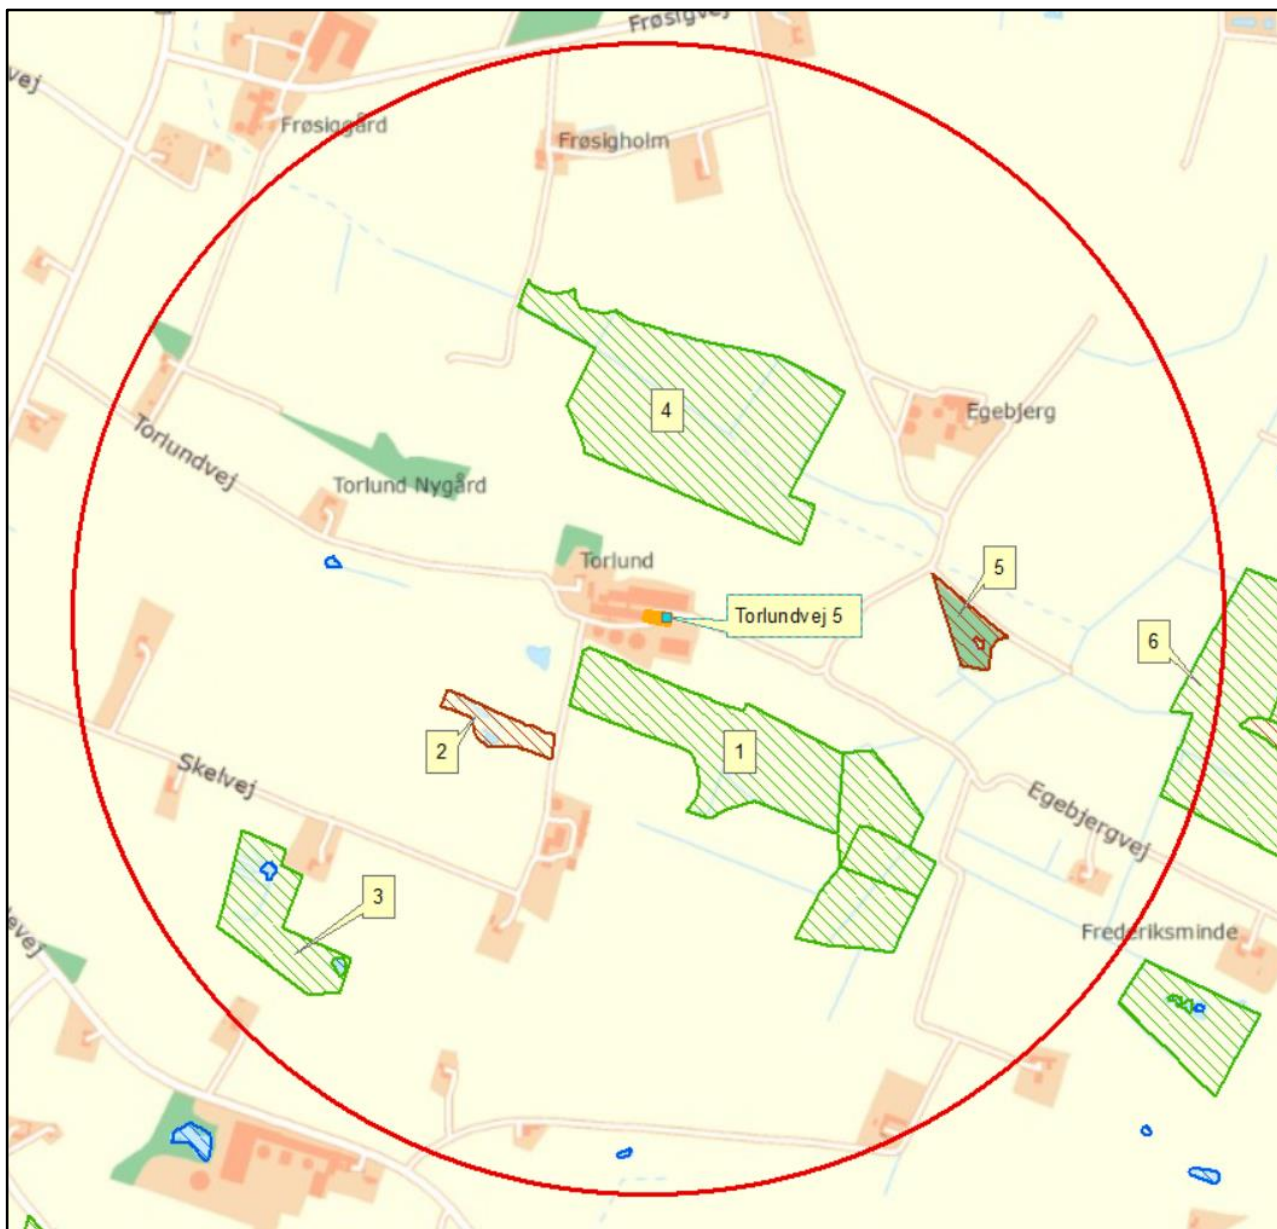 Frøsigvej
vej
Frøsiggård
Frøsigholm
4
Egebjerg
Torlundvej
Torlund Nygård
Torlund
5
Torlundvej 5
6
2
1
Skelvej
Egebjergvej
3
levej
Frederiksminde